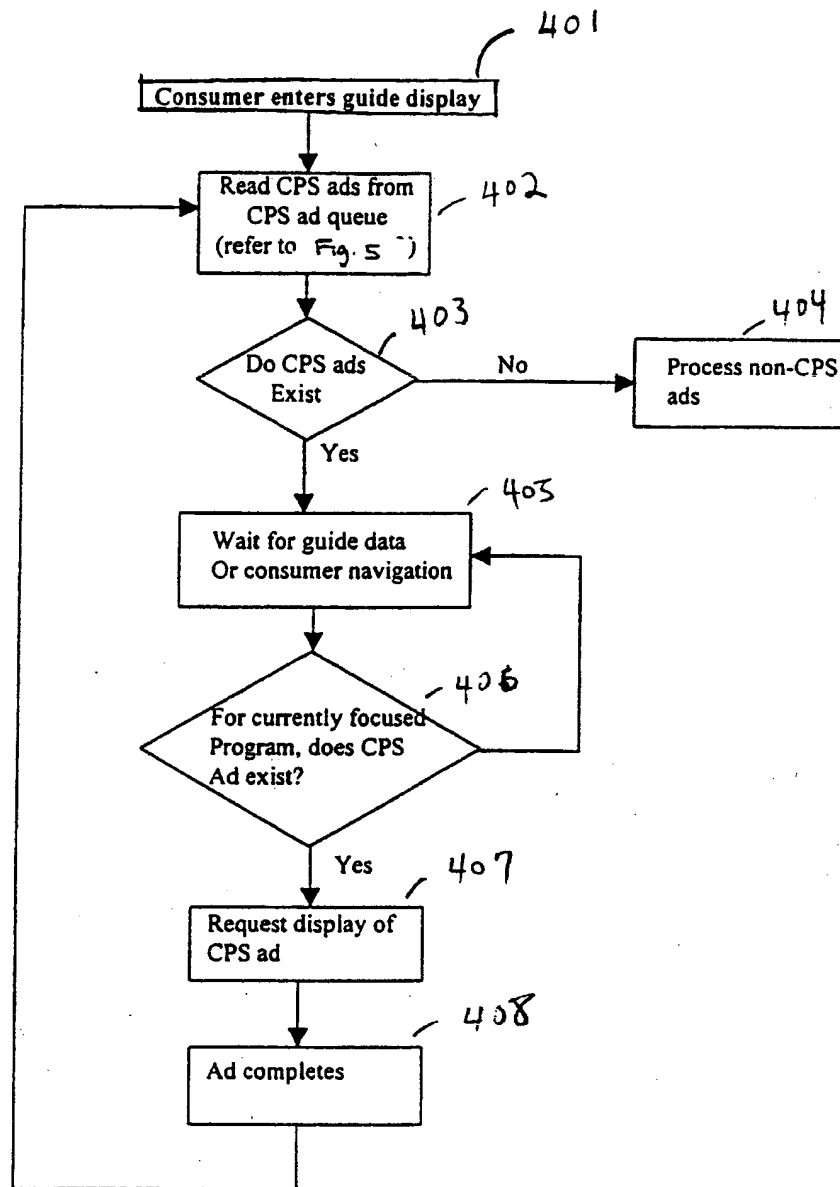 401
Consumer enters guide display
Read CPS ads from
CPS ad queue
(refer to Fig. 5 )
402
403
Do CPS ads
Exist
No
404
Process non-CPS
ads
Yes
405
Wait for guide data
Or consumer navigation
406
For currently focused
Program, does CPS
Ad exist?
Yes
407
Request display of
CPS ad
408
Ad completes